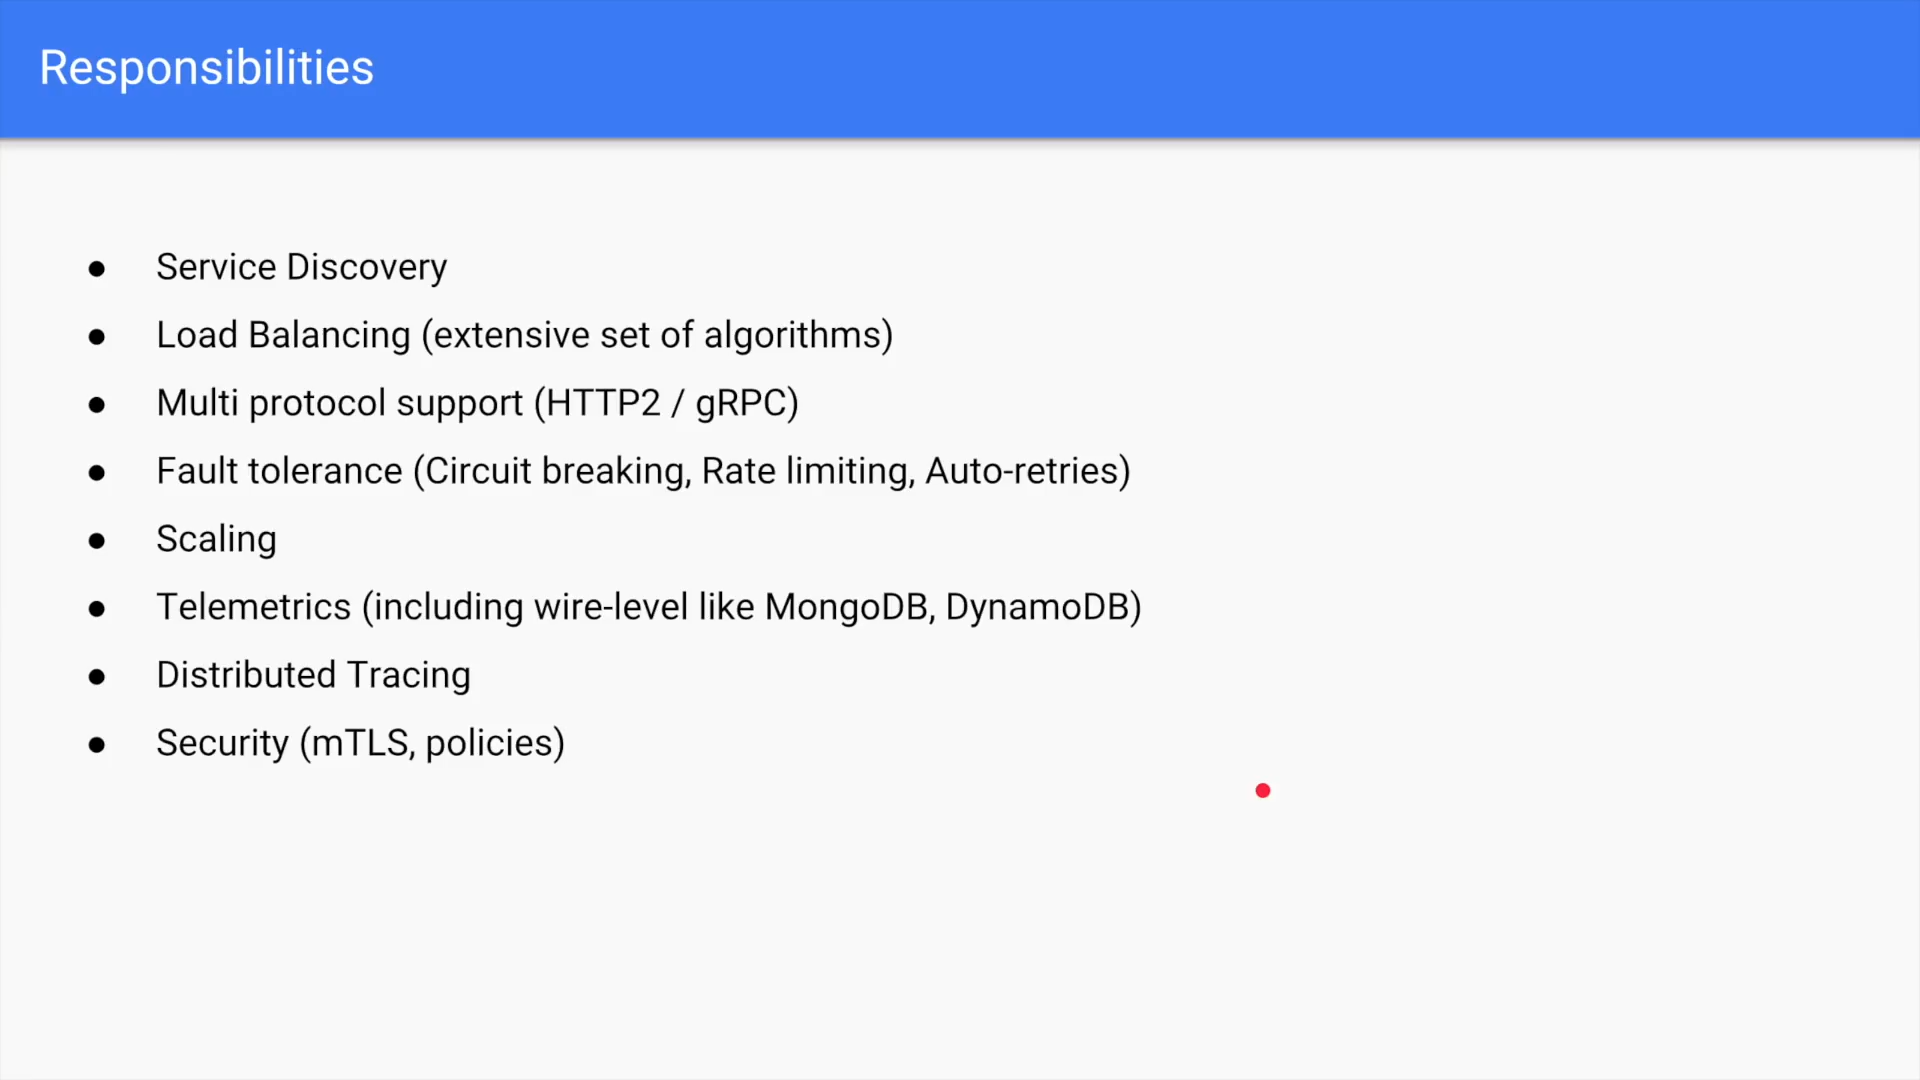 Responsibilities
● Service Discovery
● Load Balancing (extensive set of algorithms)
● Multi protocol support (HTTP2 / gRPC)
● Fault tolerance (Circuit breaking, Rate limiting, Auto-retries)
● Scaling
● Telemetrics (including wire-level like MongoDB, DynamoDB)
● Distributed Tracing
● Security (mTLS, policies)